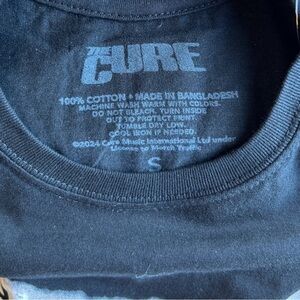 THE
CURE
100% COTTON • MADE IN BANGLADESH
MACHINE WASH WARM WITH COLORS.
DO NOT BLEACH. TURN INSIDE
OUT TO PROTECT PRINT.
TUMBLE DRY LOW.
COOL IRON IF NEEDED.
©2024 Cure Music International Ltd under
License to Merch Traffic
S